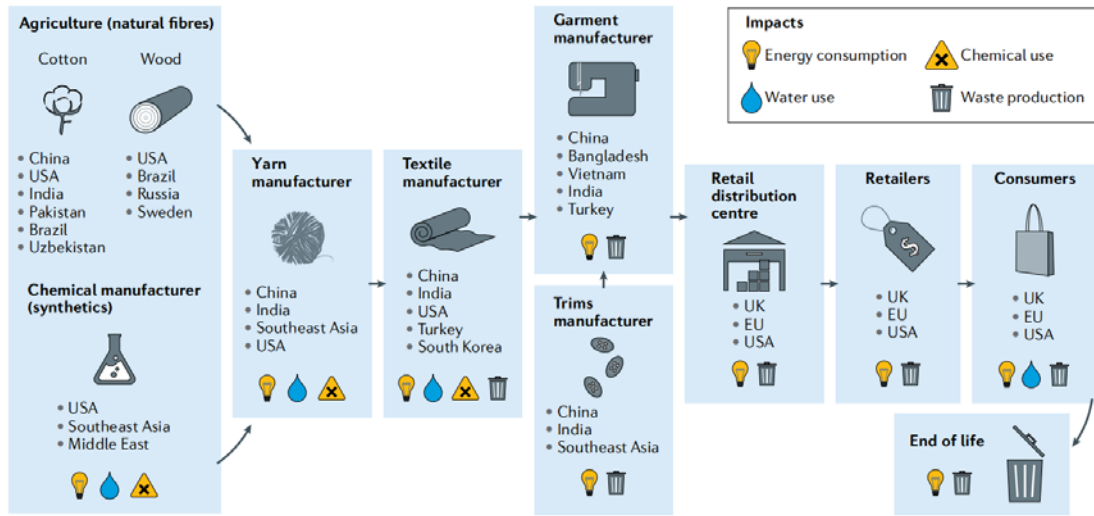 Agriculture (natural fibres)
Cotton
Wood
• China
• USA
• India
• Pakistan
• Brazil
• Uzbekistan
• USA
• Brazil
• Russia
• Sweden
Chemical manufacturer
(synthetics)
• USA
• Southeast Asia
• Middle East
Yarn
manufacturer
• China
• India
• Southeast Asia
• USA
Textile
manufacturer
• China
• India
• USA
• Turkey
• South Korea
Garment
manufacturer
• China
• Bangladesh
• Vietnam
• India
• Turkey
Trims
manufacturer
• China
• India
• Southeast Asia
Impacts
Energy consumption
Chemical use
Water use
Waste production
Retail
distribution
centre
• UK
• EU
• USA
Retailers
$
• UK
• EU
• USA
Consumers
• UK
• EU
• USA
End of life